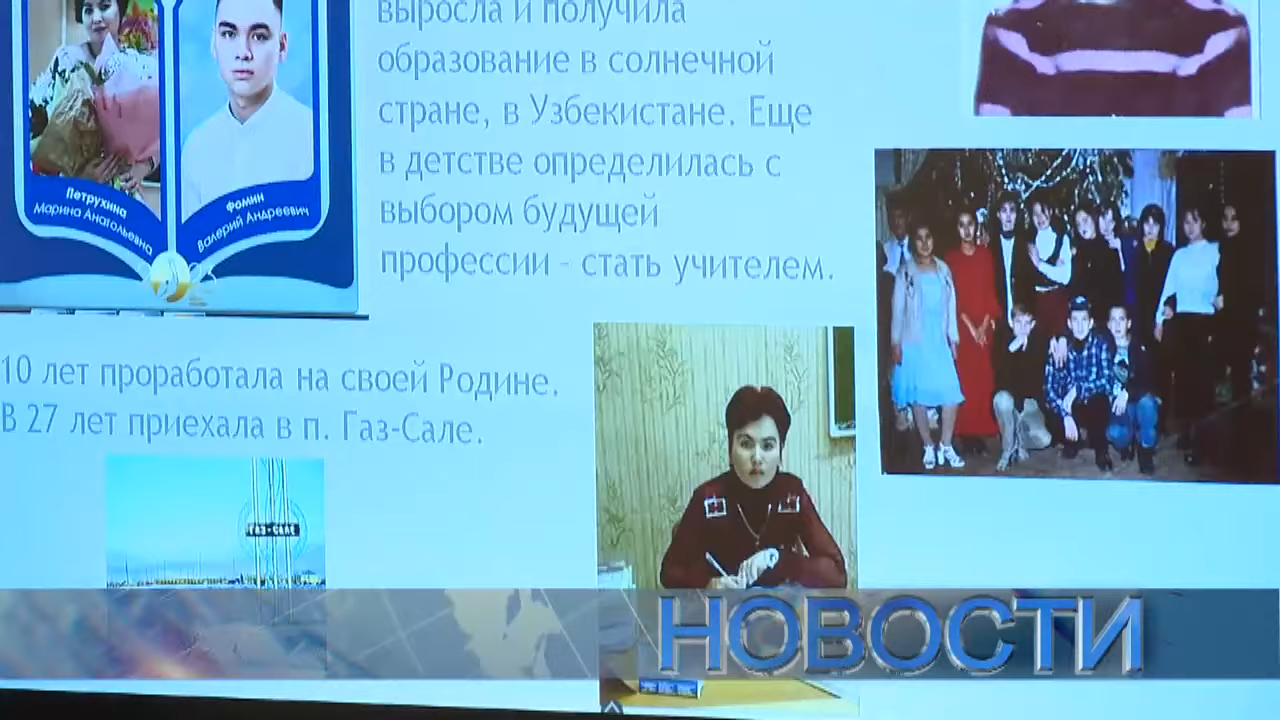 выросла и получила
образование в солнечной
стране, в Узбекистане. Еще
в детстве определилась с
выбором будущей
профессии - стать учителем.
Петрухина
Марина Анатольевна
Фомин
Валерий Андреевич
10 лет проработала на своей Родине.
В 27 лет приехала в п. Газ-Сале.
ГАЗ-САЛЕ
НОВОСТИ